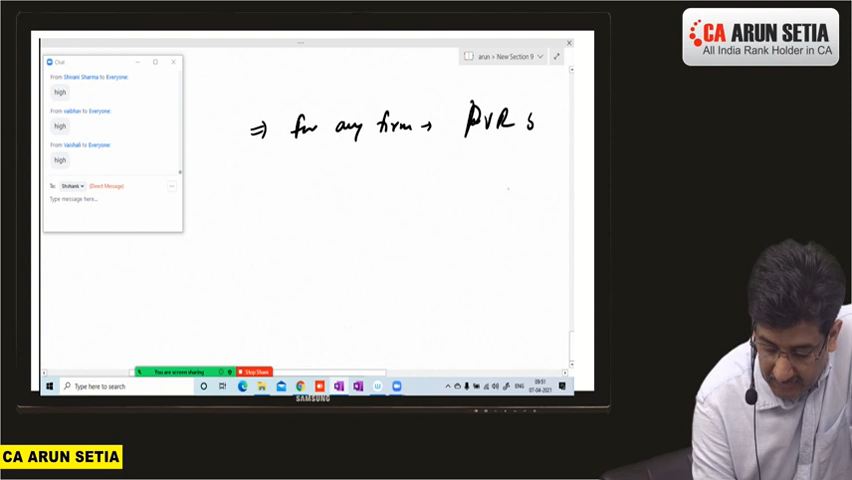 CA ARUN SETIA
All India Rank Holder in CA
arun > New Section 9
Chat
From Shivani Sharma to Everyone:
high
From vaibhav to Everyone:
high
From Vaishali to Everyone:
high
To: Shihank (Direct Message)
Type message here...
⇒ for any firm → PVR S
You are screen sharing
Stop Share
Type here to search
ENG
09:51
07-04-2021
SAMSUNG
CA ARUN SETIA